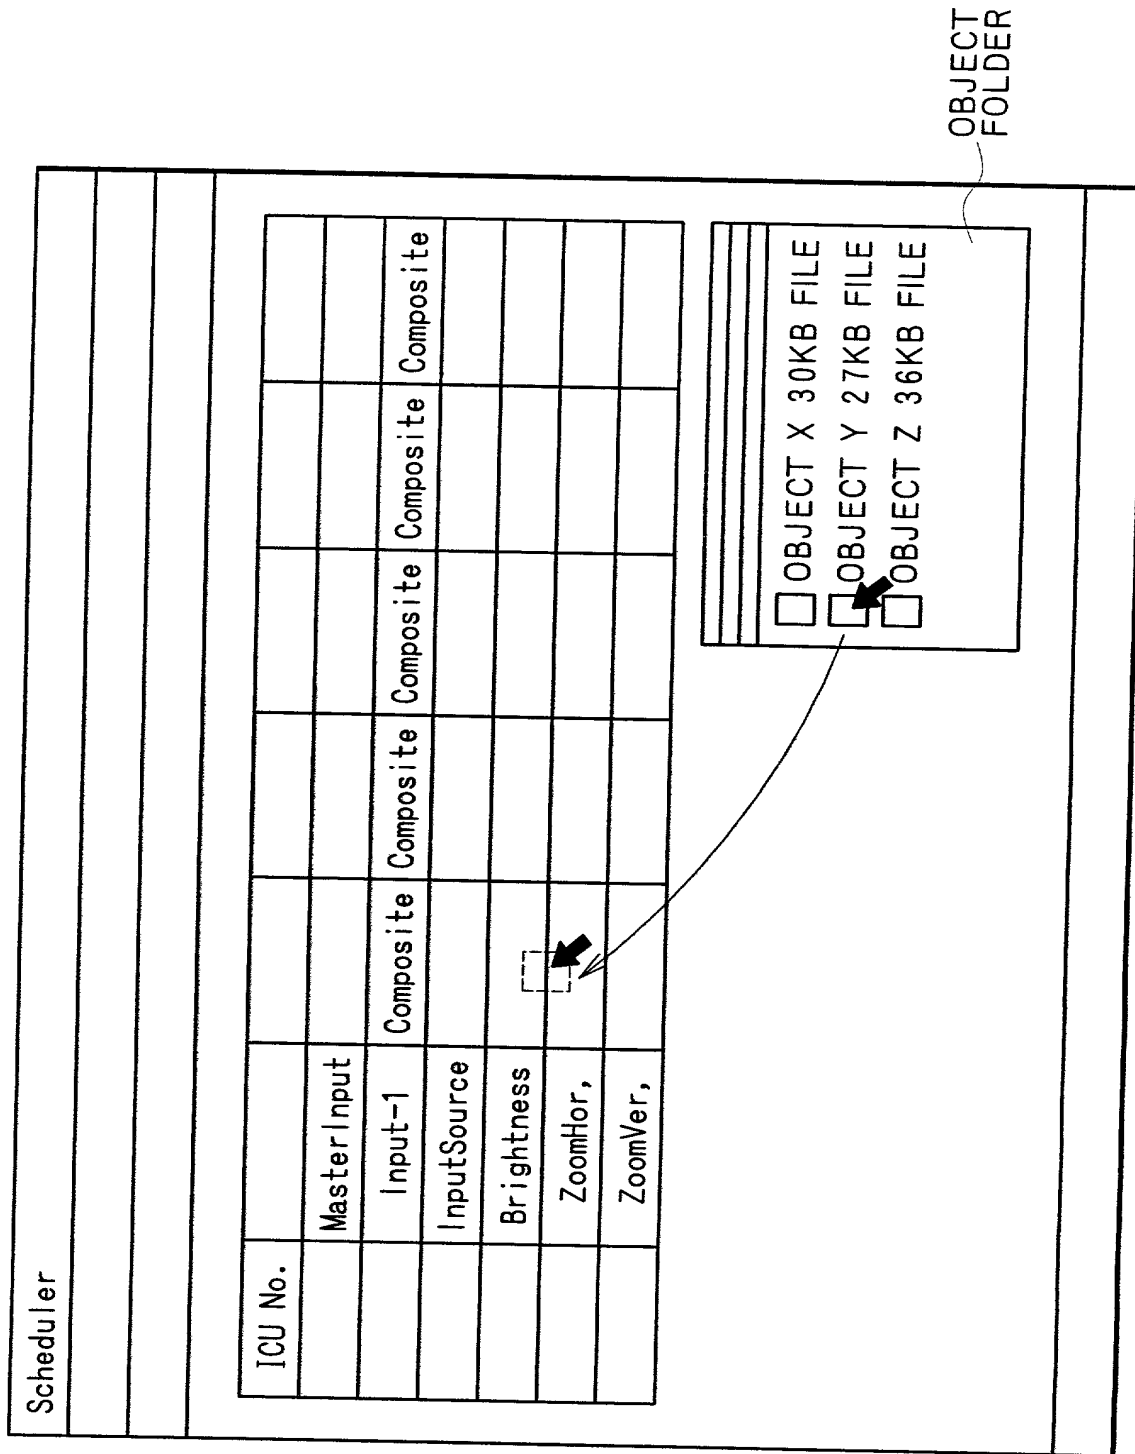 Scheduler
ICU No.
MasterInput
Input-1 Composite Composite Composite Composite Composite
InputSource
Brightness
ZoomHor,
ZoomVer,
OBJECT X 30KB FILE
OBJECT Y 27KB FILE
OBJECT Z 36KB FILE
OBJECT
FOLDER